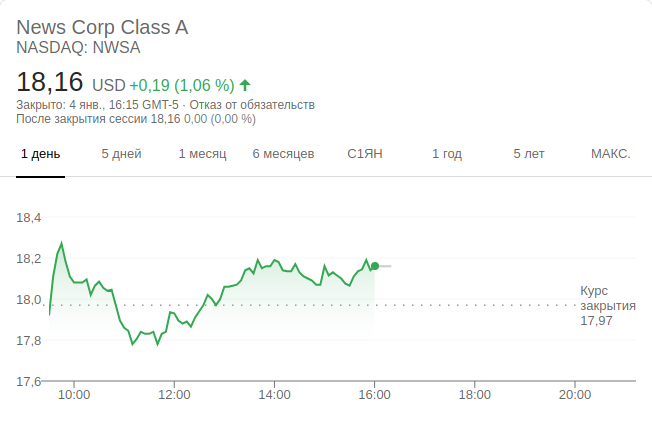 News Corp Class A
NASDAQ: NWSA
18,16 USD +0,19 (1,06 %)
Закрыто: 4 янв., 16:15 GMT-5 · Отказ от обязательств
После закрытия сессии 18,16 0,00 (0,00 %)
1 день 5 дней 1 месяц 6 месяцев С1ЯН 1 год 5 лет МАКС.
18,4
18,2
18,0
17,8
17,6
Курс
закрытия
17,97
10:00 12:00 14:00 16:00 18:00 20:00